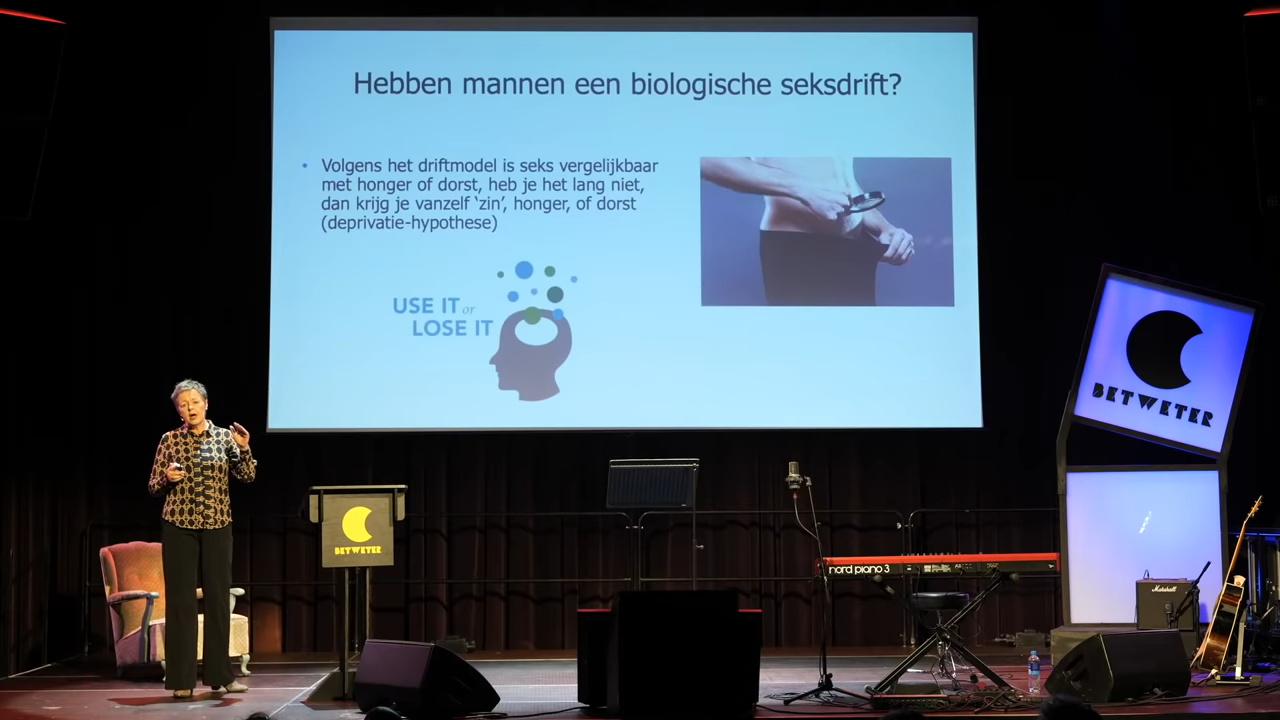 Hebben mannen een biologische seksdrift?
• Volgens het driftmodel is seks vergelijkbaar
met honger of dorst, heb je het lang niet,
dan krijg je vanzelf ‘zin’, honger, of dorst
(deprivatie-hypothese)
USE IT or
LOSE IT
BETWETER
BETWETER
nord piano 3
Marshall